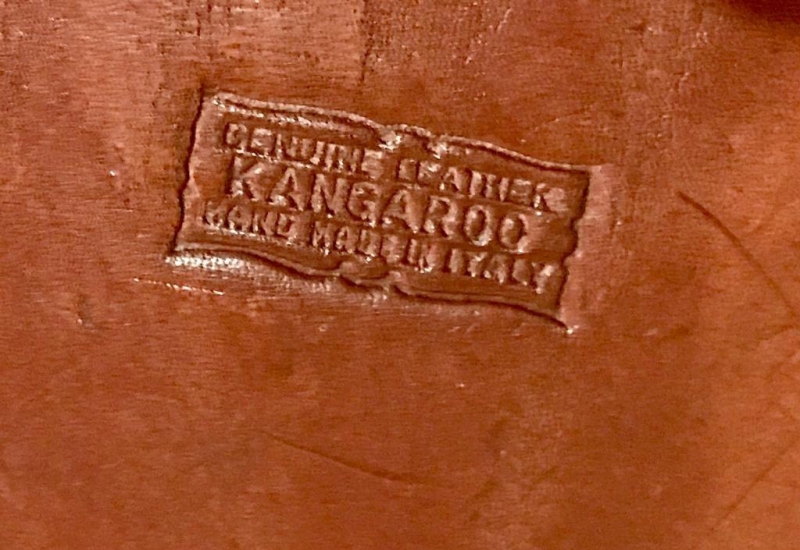 GENUINE LEATHER
KANGAROO
HAND MADE IN ITALY